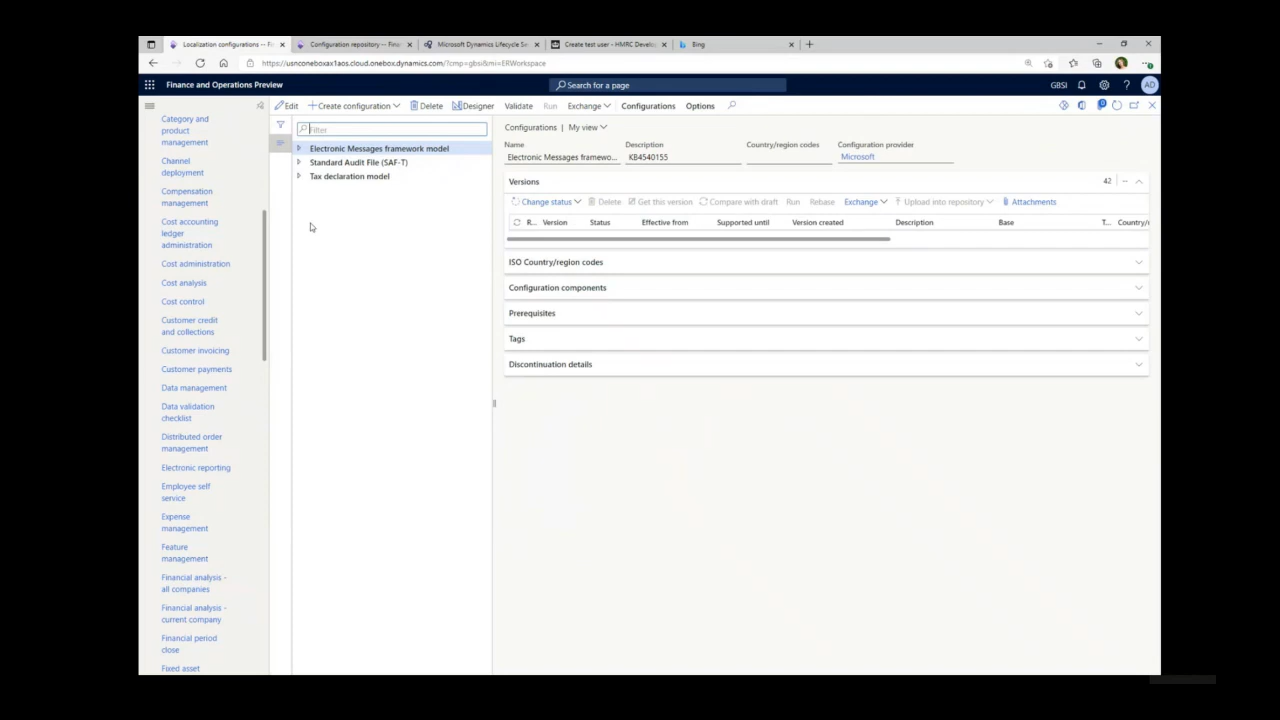 Localization configurations -- Fi
Configuration repository -- Finan
Microsoft Dynamics Lifecycle Se
Create test user - HMRC Develo
Bing
https://usnconeboxax1aos.cloud.onebox.dynamics.com/?cmp=gbsi&mi=ERWorkspace
Finance and Operations Preview
Search for a page
GBSI
AD
Edit
Create configuration
Delete
Designer
Validate
Run
Exchange
Configurations
Options
Category and
product
management
Channel
deployment
Compensation
management
Cost accounting
ledger
administration
Cost administration
Cost analysis
Cost control
Customer credit
and collections
Customer invoicing
Customer payments
Data management
Data validation
checklist
Distributed order
management
Electronic reporting
Employee self
service
Expense
management
Feature
management
Financial analysis -
all companies
Financial analysis -
current company
Financial period
close
Fixed asset
Filter
Electronic Messages framework model
Standard Audit File (SAF-T)
Tax declaration model
Configurations | My view
Name
Description
Country/region codes
Configuration provider
Electronic Messages framewo...
KB4540155
Microsoft
Versions
42
--
Change status
Delete
Get this version
Compare with draft
Run
Rebase
Exchange
Upload into repository
Attachments
R...
Version
Status
Effective from
Supported until
Version created
Description
Base
T...
Country/r
ISO Country/region codes
Configuration components
Prerequisites
Tags
Discontinuation details